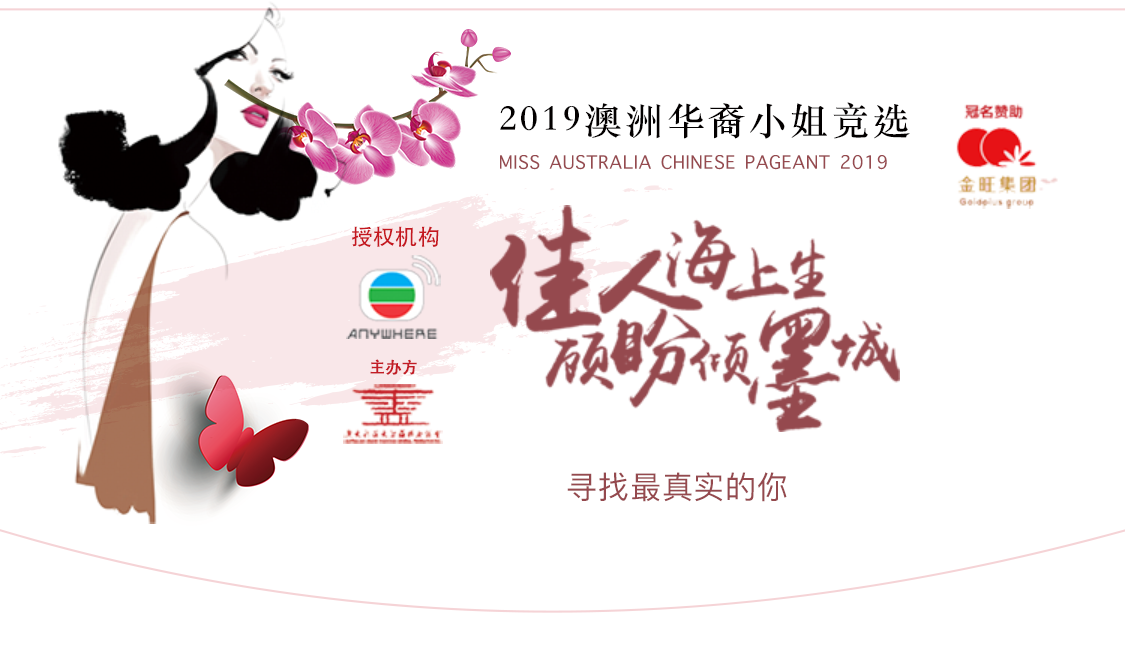 2019澳洲华裔小姐竞选
MISS AUSTRALIA CHINESE PAGEANT 2019
冠名赞助
金旺集团
Goldplus group
授权机构
ANYWHERE
主办方
佳人海上生
顾盼倾墨城
寻找最真实的你